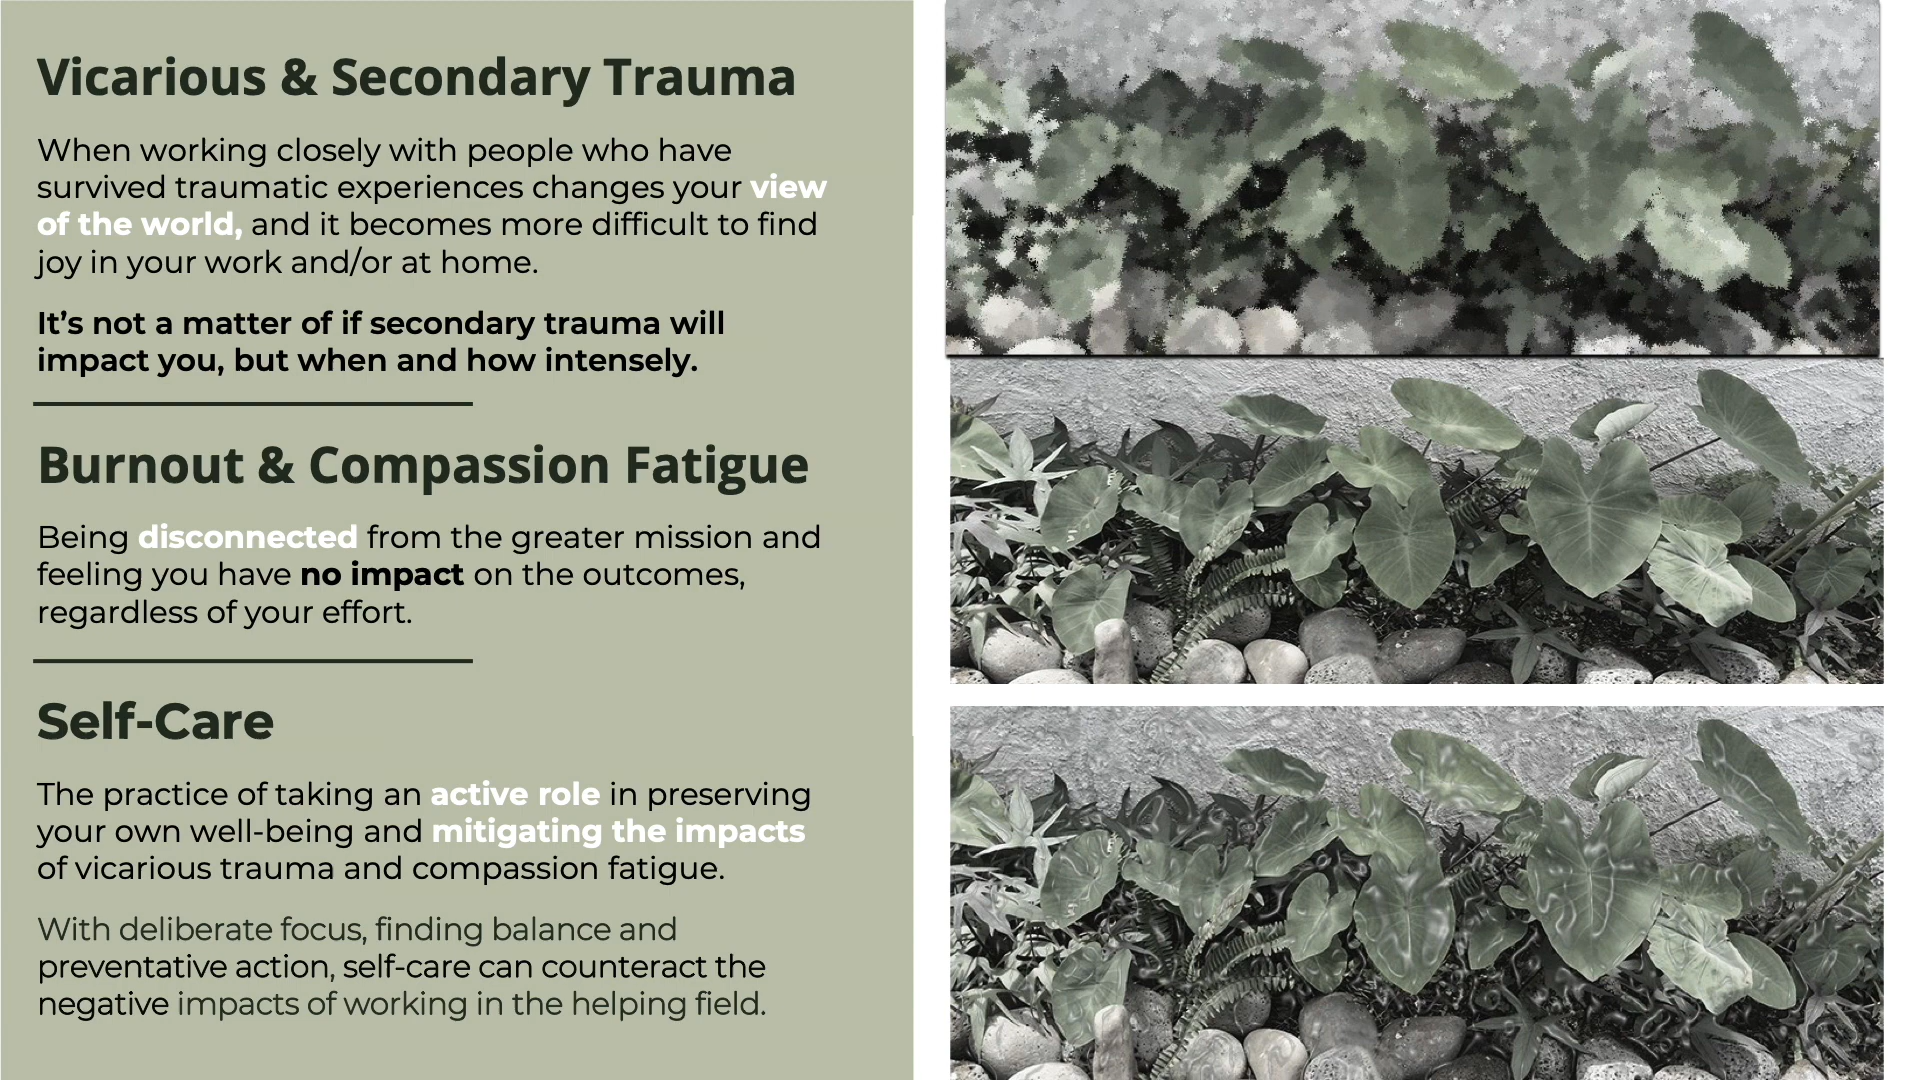 Vicarious & Secondary Trauma
When working closely with people who have
survived traumatic experiences changes your view
of the world, and it becomes more difficult to find
joy in your work and/or at home.
It’s not a matter of if secondary trauma will
impact you, but when and how intensely.
Burnout & Compassion Fatigue
Being disconnected from the greater mission and
feeling you have no impact on the outcomes,
regardless of your effort.
Self-Care
The practice of taking an active role in preserving
your own well-being and mitigating the impacts
of vicarious trauma and compassion fatigue.
With deliberate focus, finding balance and
preventative action, self-care can counteract the
negative impacts of working in the helping field.